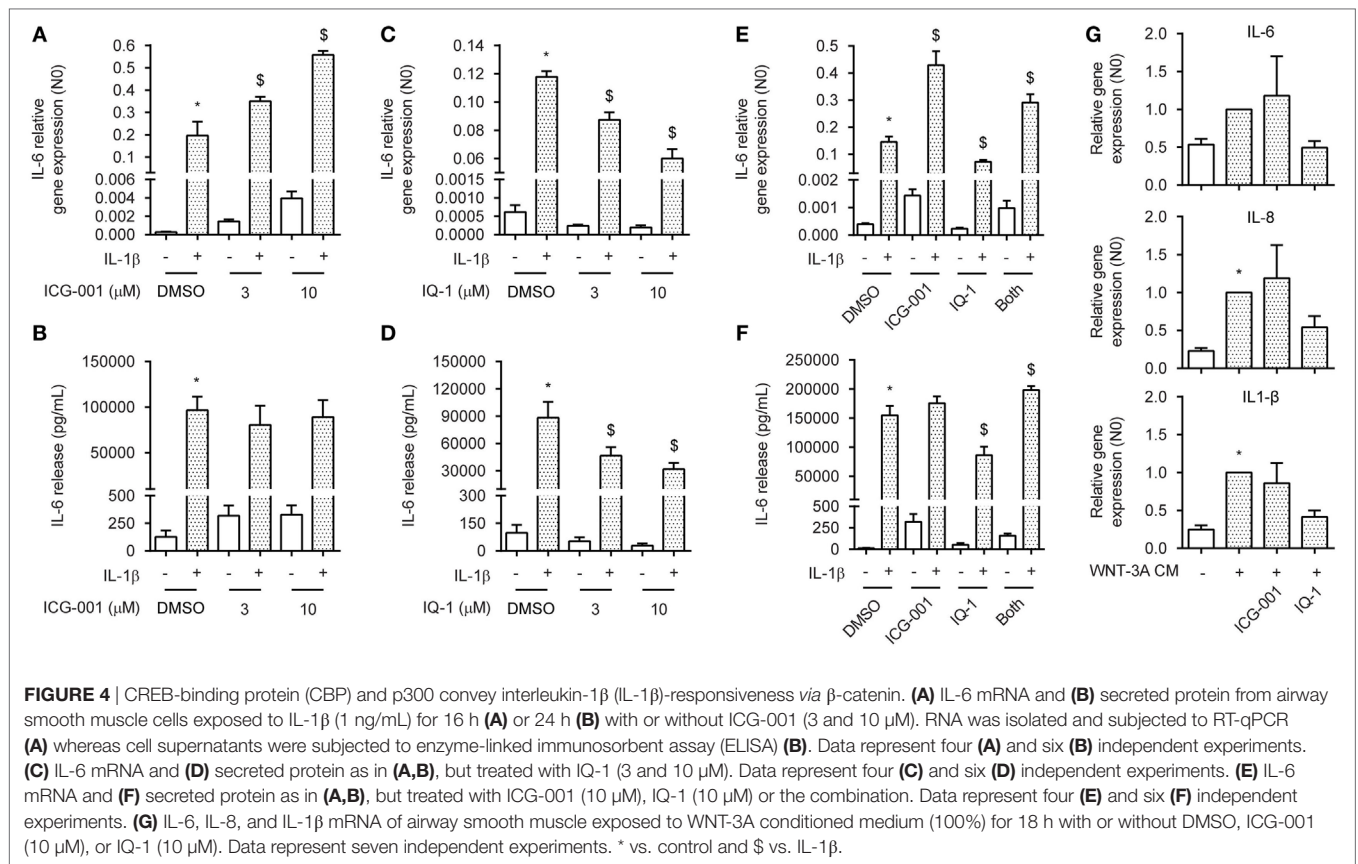 A
IL-6 relative
gene expression (N0)
0.6
0.5
0.4
0.3
0.2
0.1
0.006
0.004
0.002
0.000
*
$
$
IL-1β - + - + - +
ICG-001 (μM) DMSO 3 10
B
IL-6 release (pg/mL)
150000
125000
100000
75000
50000
25000
500
250
0
*
IL-1β - + - + - +
ICG-001 (μM) DMSO 3 10
C
IL-6 relative
gene expression (N0)
0.14
0.12
0.10
0.08
0.06
0.0015
0.0010
0.0005
0.0000
*
$
$
IL-1β - + - + - +
IQ-1 (μM) DMSO 3 10
D
IL-6 release (pg/mL)
150000
120000
90000
60000
30000
300
200
100
0
*
$
$
IL-1β - + - + - +
IQ-1 (μM) DMSO 3 10
E
IL-6 relative
gene expression (N0)
0.5
0.4
0.3
0.2
0.1
0.002
0.001
0.000
*
$
$
$
IL-1β - + - + - + - +
DMSO ICG-001 IQ-1 Both
F
IL-6 release (pg/mL)
250000
200000
150000
100000
50000
500
250
0
*
$
$
IL-1β - + - + - + - +
DMSO ICG-001 IQ-1 Both
G
IL-6
Relative gene
expression (N0)
2.0
1.5
1.0
0.5
0.0
IL-8
Relative gene
expression (N0)
2.0
1.5
1.0
0.5
0.0
*
IL1-β
Relative gene
expression (N0)
2.0
1.5
1.0
0.5
0.0
*
WNT-3A CM - + + +
ICG-001 IQ-1
FIGURE 4 | CREB-binding protein (CBP) and p300 convey interleukin-1β (IL-1β)-responsiveness via β-catenin. (A) IL-6 mRNA and (B) secreted protein from airway
smooth muscle cells exposed to IL-1β (1 ng/mL) for 16 h (A) or 24 h (B) with or without ICG-001 (3 and 10 μM). RNA was isolated and subjected to RT-qPCR
(A) whereas cell supernatants were subjected to enzyme-linked immunosorbent assay (ELISA) (B). Data represent four (A) and six (B) independent experiments.
(C) IL-6 mRNA and (D) secreted protein as in (A,B), but treated with IQ-1 (3 and 10 μM). Data represent four (C) and six (D) independent experiments. (E) IL-6
mRNA and (F) secreted protein as in (A,B), but treated with ICG-001 (10 μM), IQ-1 (10 μM) or the combination. Data represent four (E) and six (F) independent
experiments. (G) IL-6, IL-8, and IL-1β mRNA of airway smooth muscle exposed to WNT-3A conditioned medium (100%) for 18 h with or without DMSO, ICG-001
(10 μM), or IQ-1 (10 μM). Data represent seven independent experiments. * vs. control and $ vs. IL-1β.